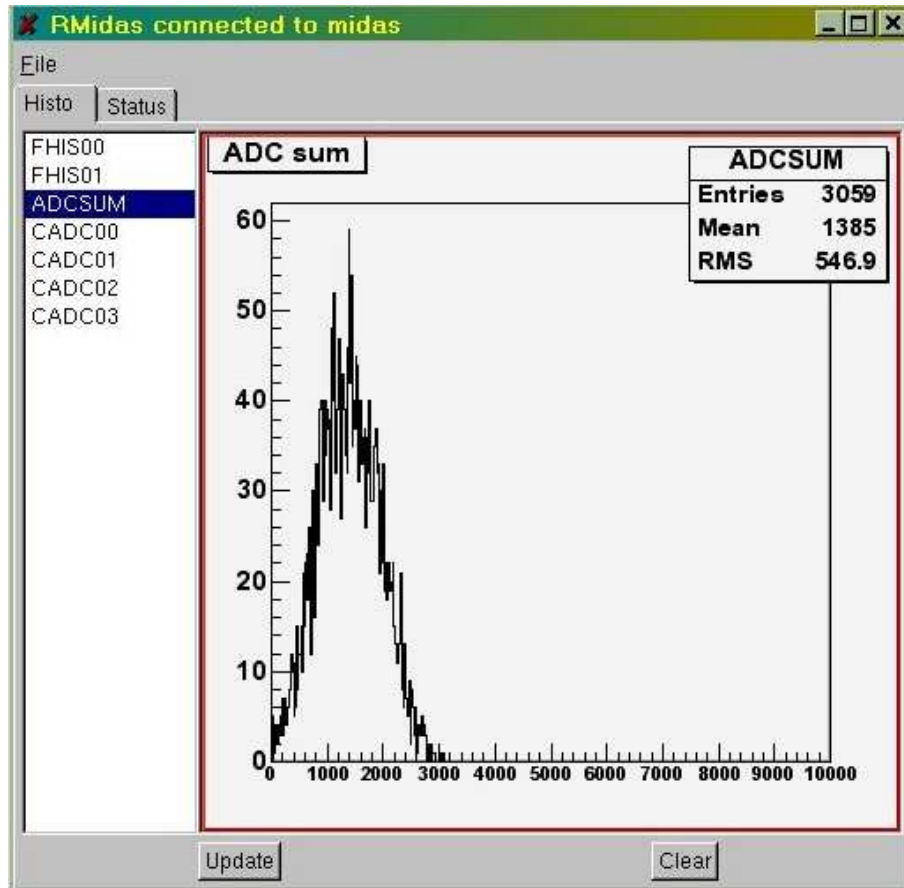 RMidas connected to midas
File
Histo Status
FHIS00
FHIS01
ADCSUM
CADC00
CADC01
CADC02
CADC03
ADC sum
ADCSUM
Entries 3059
Mean 1385
RMS 546.9
60
50
40
30
20
10
0
0 1000 2000 3000 4000 5000 6000 7000 8000 9000 10000
Update Clear